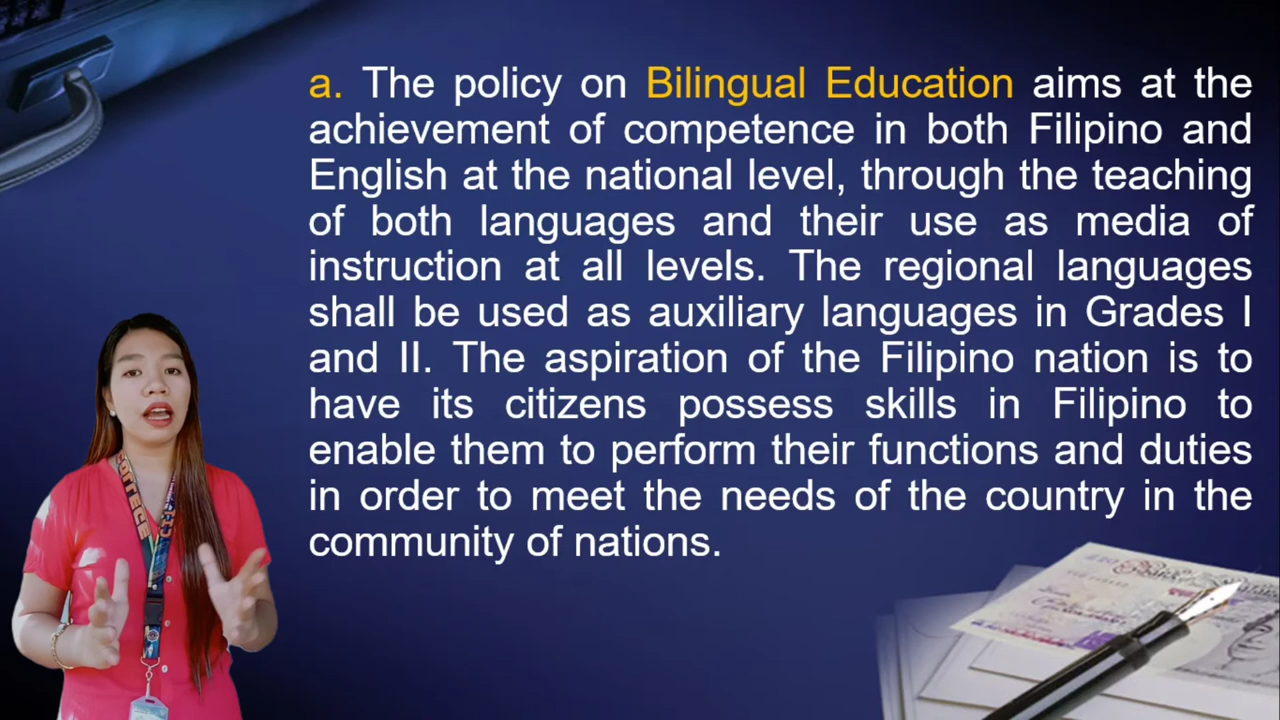 a. The policy on Bilingual Education aims at the
achievement of competence in both Filipino and
English at the national level, through the teaching
of both languages and their use as media of
instruction at all levels. The regional languages
shall be used as auxiliary languages in Grades I
and II. The aspiration of the Filipino nation is to
have its citizens possess skills in Filipino to
enable them to perform their functions and duties
in order to meet the needs of the country in the
community of nations.